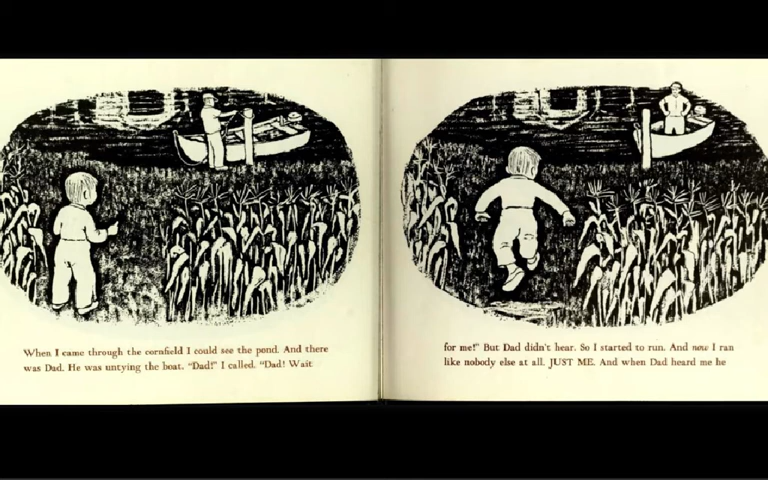 When I came through the cornfield I could see the pond. And there
was Dad. He was untying the boat. "Dad!" I called. "Dad! Wait
for me!" But Dad didn't hear. So I started to run. And now I ran
like nobody else at all. JUST ME. And when Dad heard me he